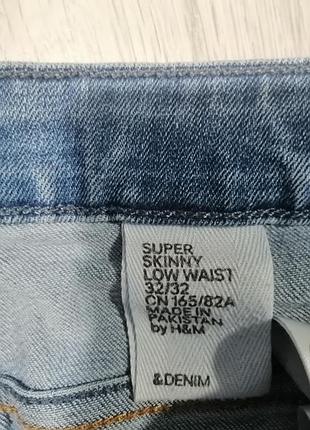 SUPER
SKINNY
LOW WAIST
32/32
CN 165/82A
MADE IN
PAKISTAN
by H&M
&DENIM